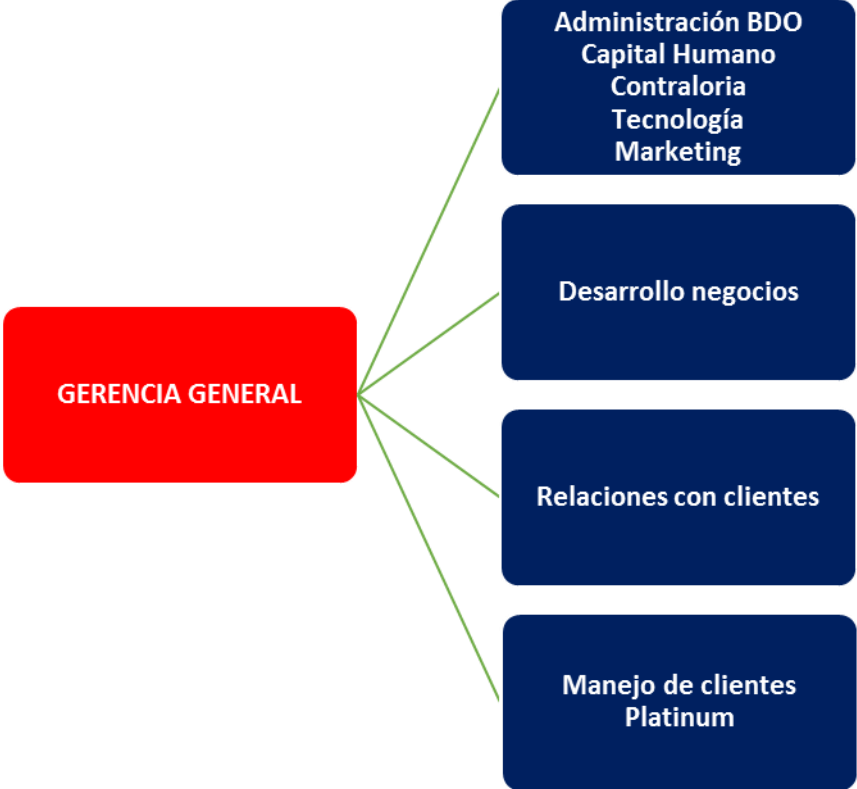 Administración BDO
Capital Humano
Contraloria
Tecnología
Marketing
Desarrollo negocios
GERENCIA GENERAL
Relaciones con clientes
Manejo de clientes
Platinum